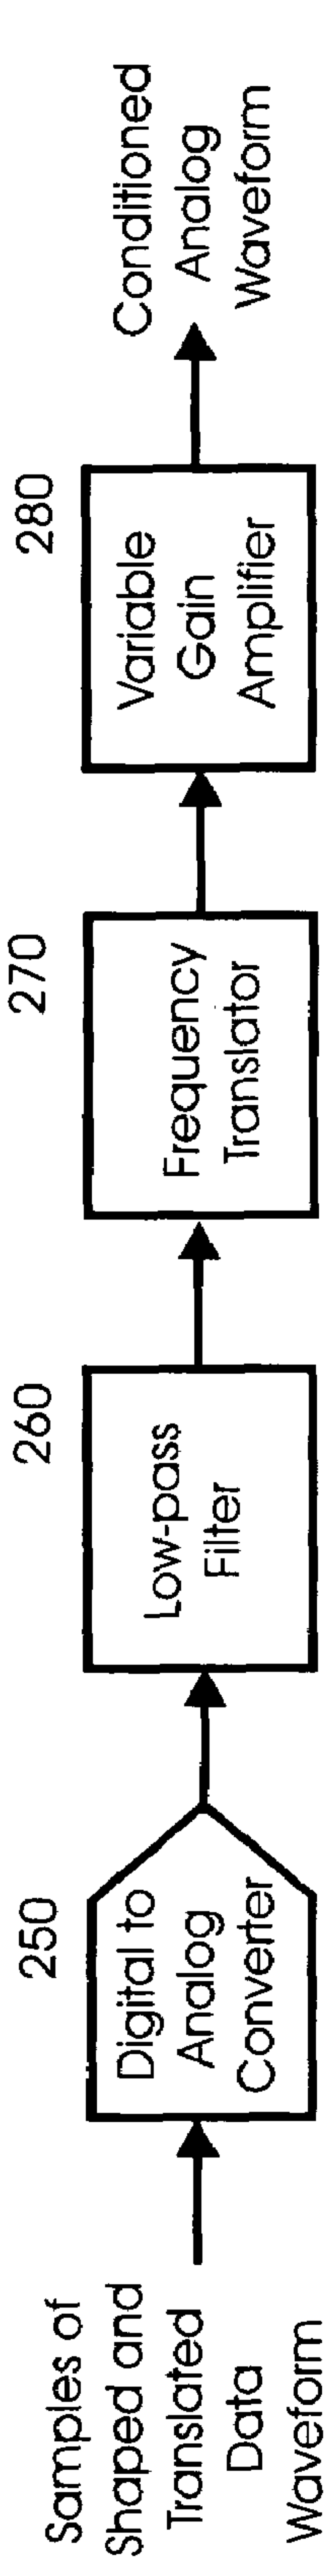 Samples of
Shaped and
Translated
Data
Waveform
250
Digital to
Analog
Converter
260
Low-pass
Filter
270
Frequency
Translator
280
Variable
Gain
Amplifier
Conditioned
Analog
Waveform